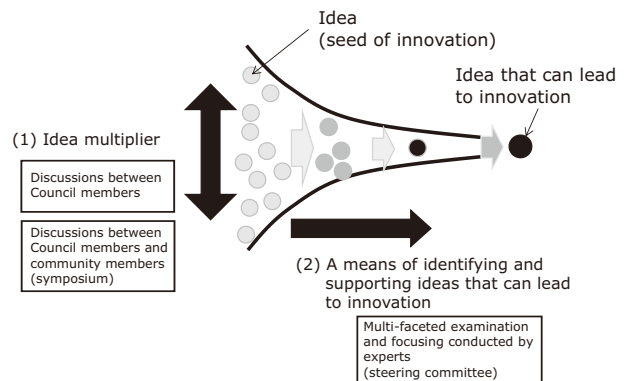 Idea
(seed of innovation)
Idea that can lead
to innovation
(1) Idea multiplier
Discussions between
Council members
Discussions between
Council members and
community members
(symposium)
(2) A means of identifying and
supporting ideas that can lead
to innovation
Multi-faceted examination
and focusing conducted by
experts
(steering committee)